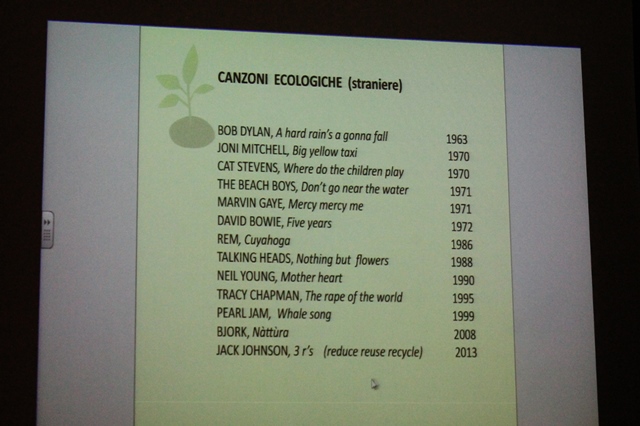 CANZONI ECOLOGICHE (straniere)
BOB DYLAN, A hard rain's a gonna fall 1963
JONI MITCHELL, Big yellow taxi 1970
CAT STEVENS, Where do the children play 1970
THE BEACH BOYS, Don't go near the water 1971
MARVIN GAYE, Mercy mercy me 1971
DAVID BOWIE, Five years 1972
REM, Cuyahoga 1986
TALKING HEADS, Nothing but flowers 1988
NEIL YOUNG, Mother heart 1990
TRACY CHAPMAN, The rape of the world 1995
PEARL JAM, Whale song 1999
BJORK, Nàttùra 2008
JACK JOHNSON, 3 r's (reduce reuse recycle) 2013